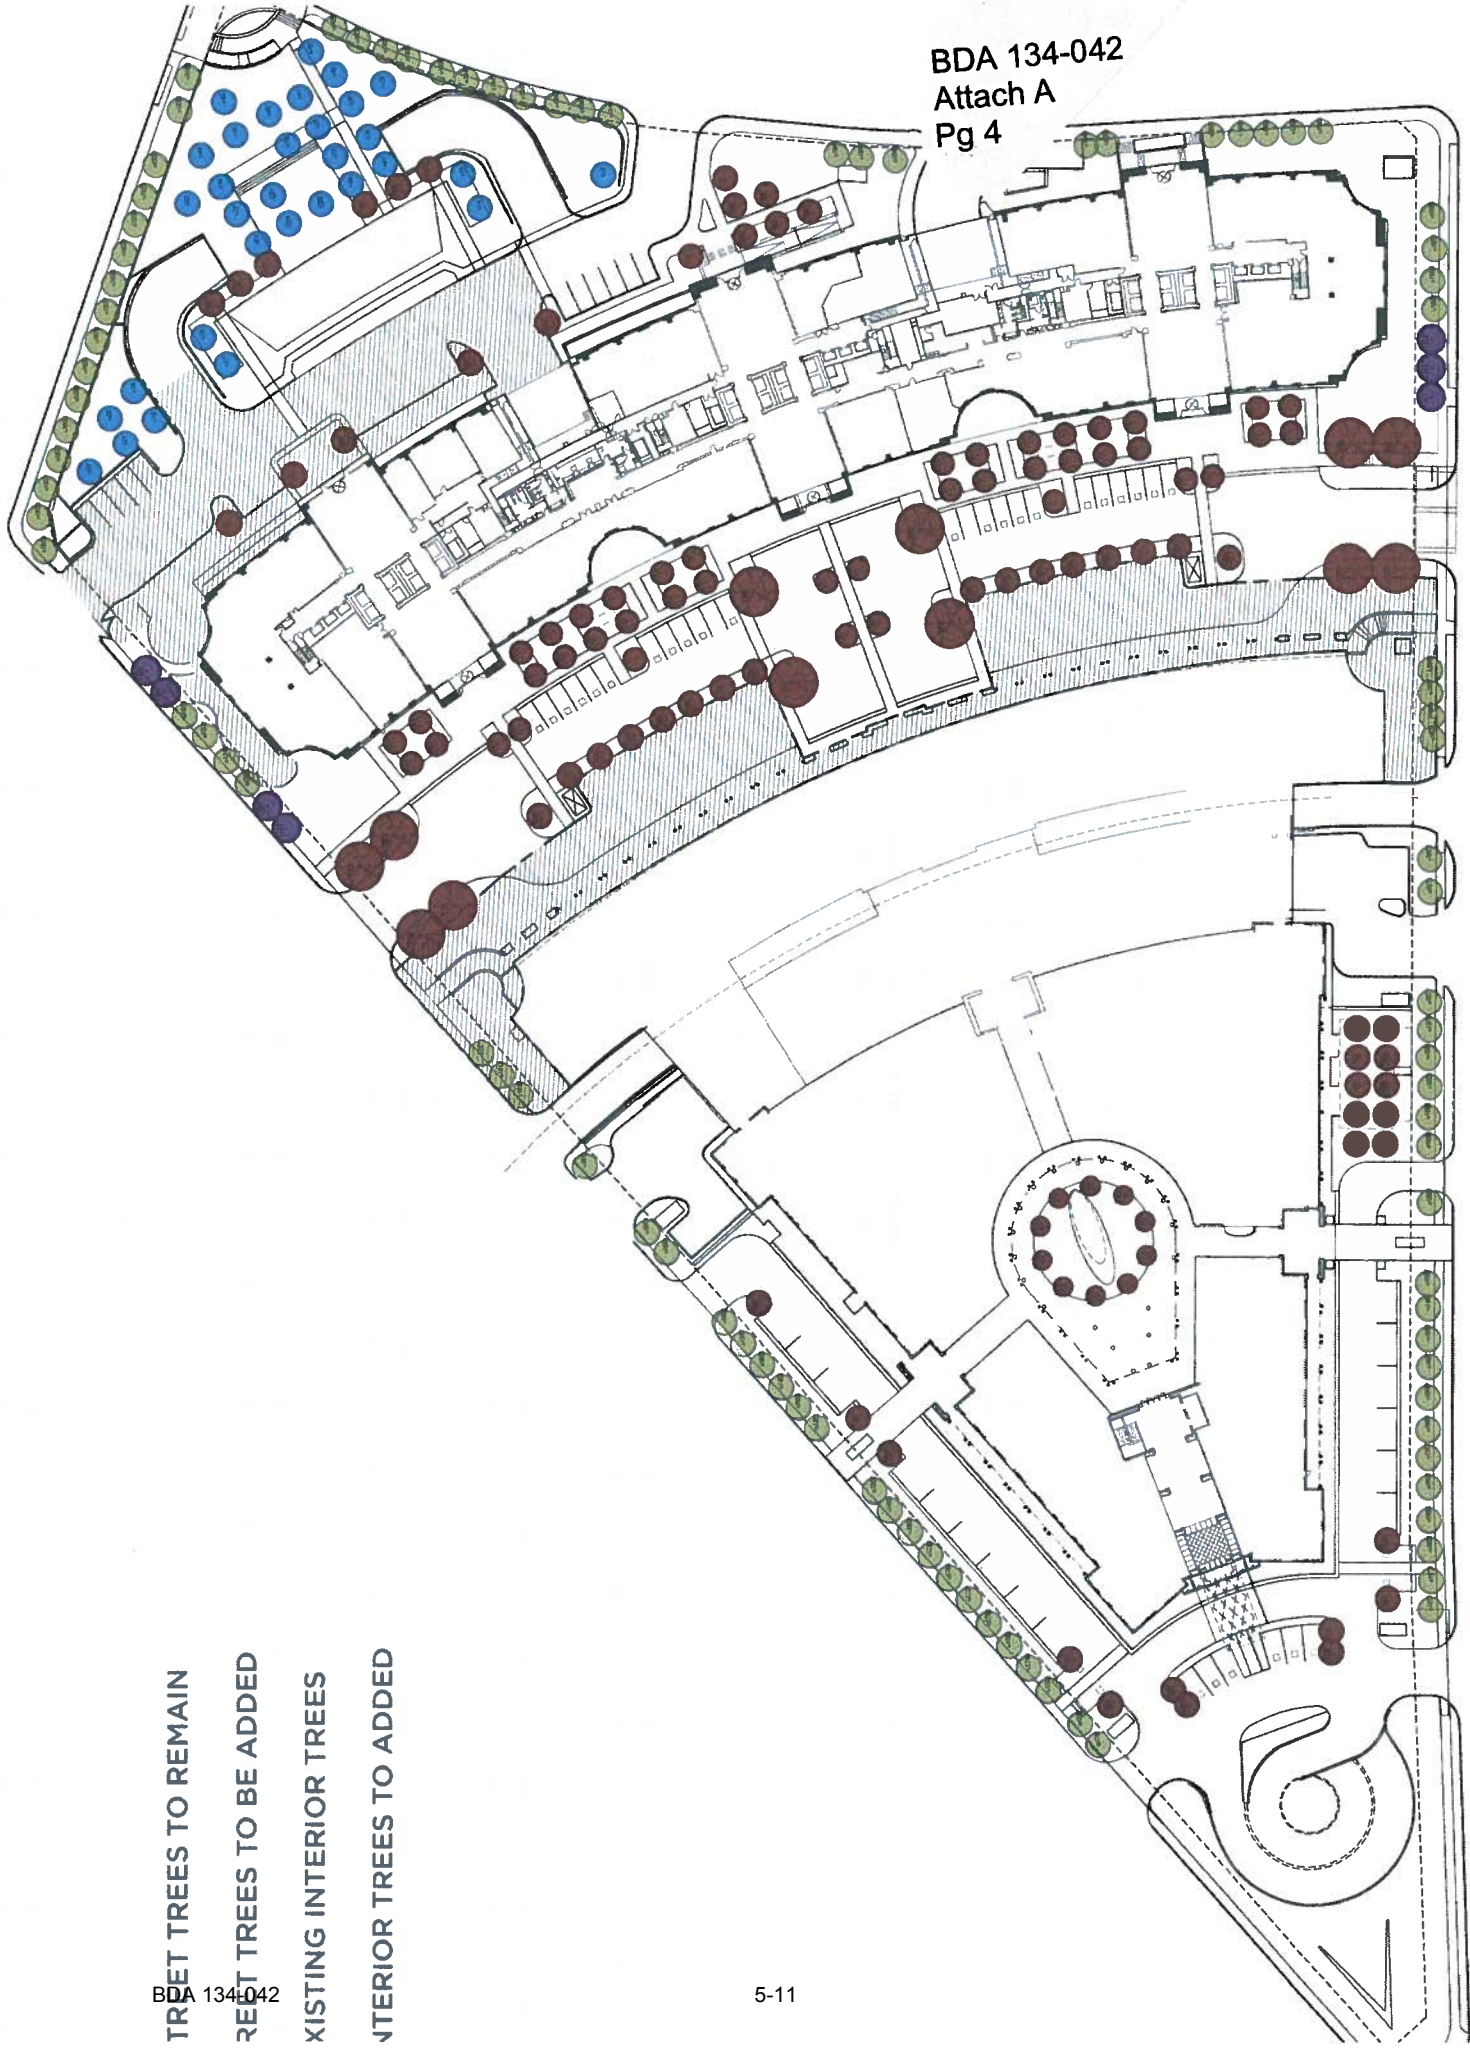 BDA 134-042
Attach A
Pg 4
TREET TREES TO REMAIN
REET TREES TO BE ADDED
XISTING INTERIOR TREES
NTERIOR TREES TO ADDED
BDA 134-042
5-11